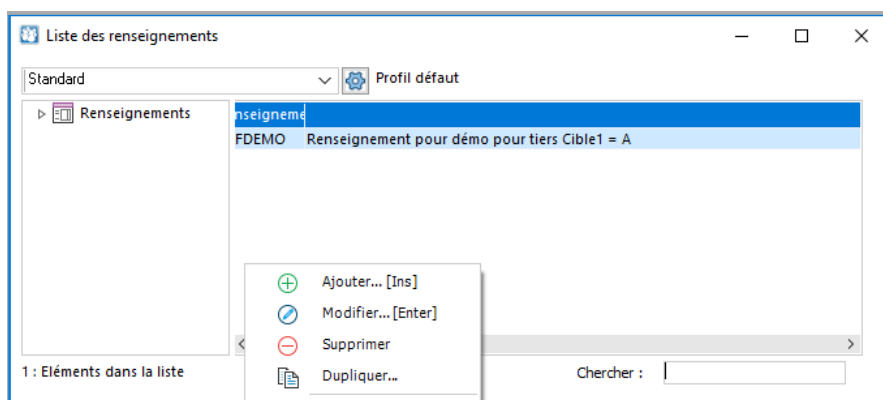 Liste des renseignements
Standard
Profil défaut
Renseignements
nseigneme
FDEMO Renseignement pour démo pour tiers Cible1 = A
Ajouter... [Ins]
Modifier... [Enter]
Supprimer
Dupliquer...
1 : Eléments dans la liste
Chercher :